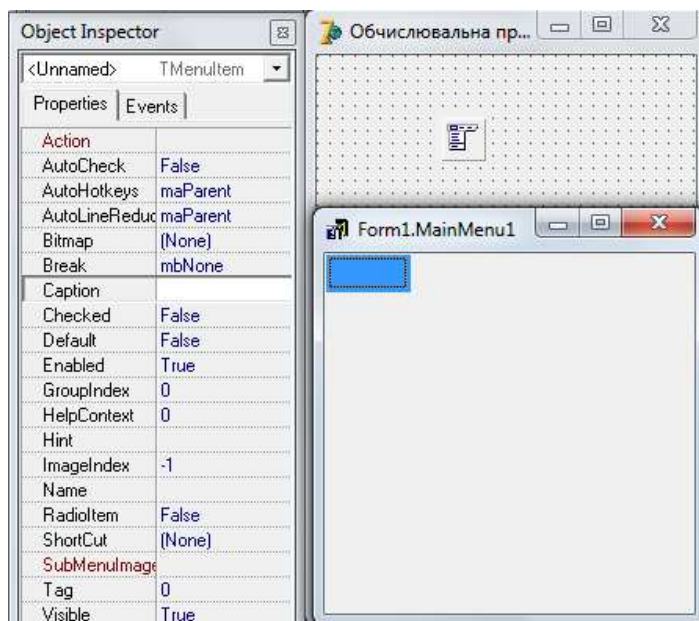 Object Inspector
<Unnamed> TMenuItem
Properties Events
Action
AutoCheck False
AutoHotkeys maParent
AutoLineReduc maParent
Bitmap (None)
Break mbNone
Caption
Checked False
Default False
Enabled True
GroupIndex 0
HelpContext 0
Hint
ImageIndex -1
Name
RadioItem False
ShortCut (None)
SubMenuImage
Tag 0
Visible True
Обчислювальна пр...
Form1.MainMenu1